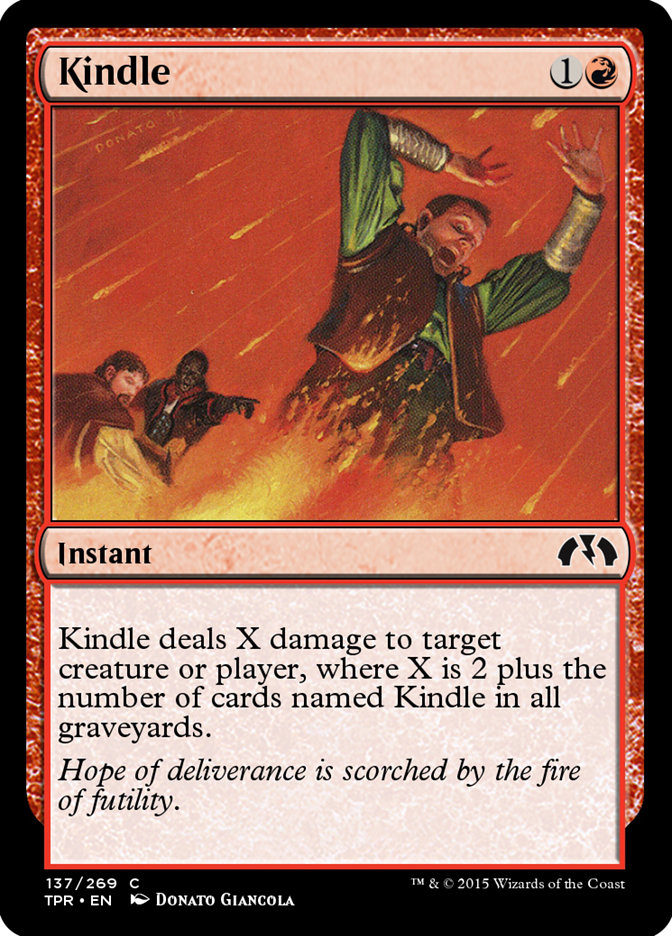 Kindle
1
DONATO 97
Instant
Kindle deals X damage to target
creature or player, where X is 2 plus the
number of cards named Kindle in all
graveyards.
Hope of deliverance is scorched by the fire
of futility.
137/269 C
TPR • EN Donato Giancola
™ & © 2015 Wizards of the Coast